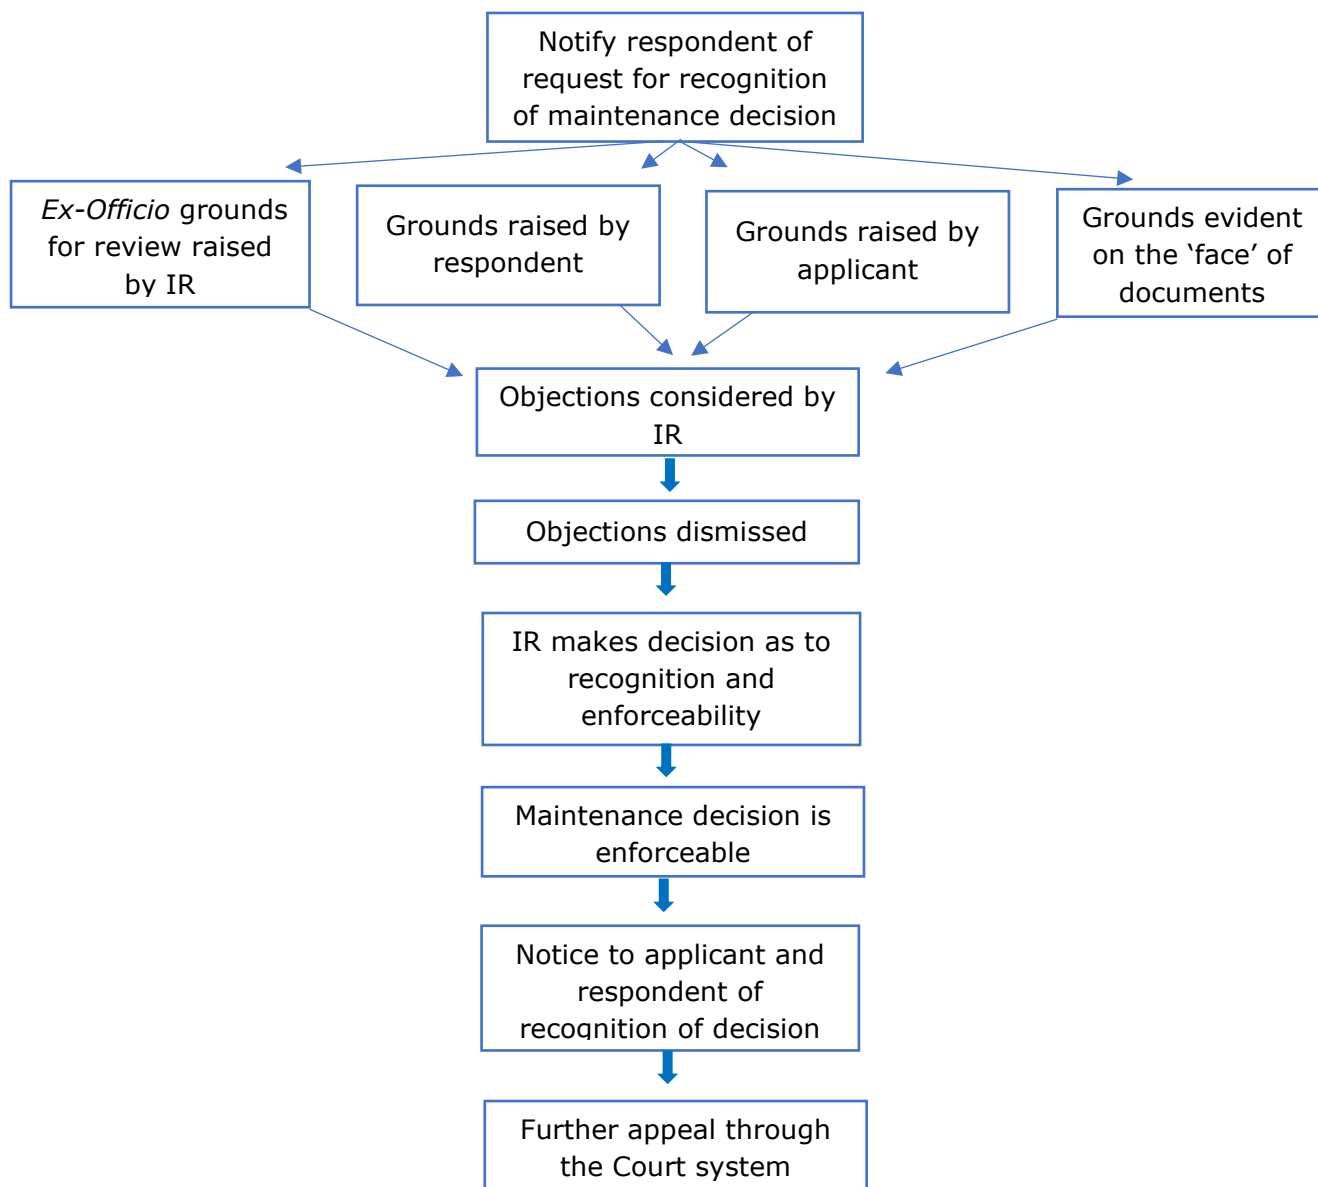 Notify respondent of
request for recognition
of maintenance decision
Ex-Officio grounds
for review raised
by IR
Grounds raised by
respondent
Grounds raised by
applicant
Grounds evident
on the ‘face’ of
documents
Objections considered by
IR
Objections dismissed
IR makes decision as to
recognition and
enforceability
Maintenance decision is
enforceable
Notice to applicant and
respondent of
recognition of decision
Further appeal through
the Court system